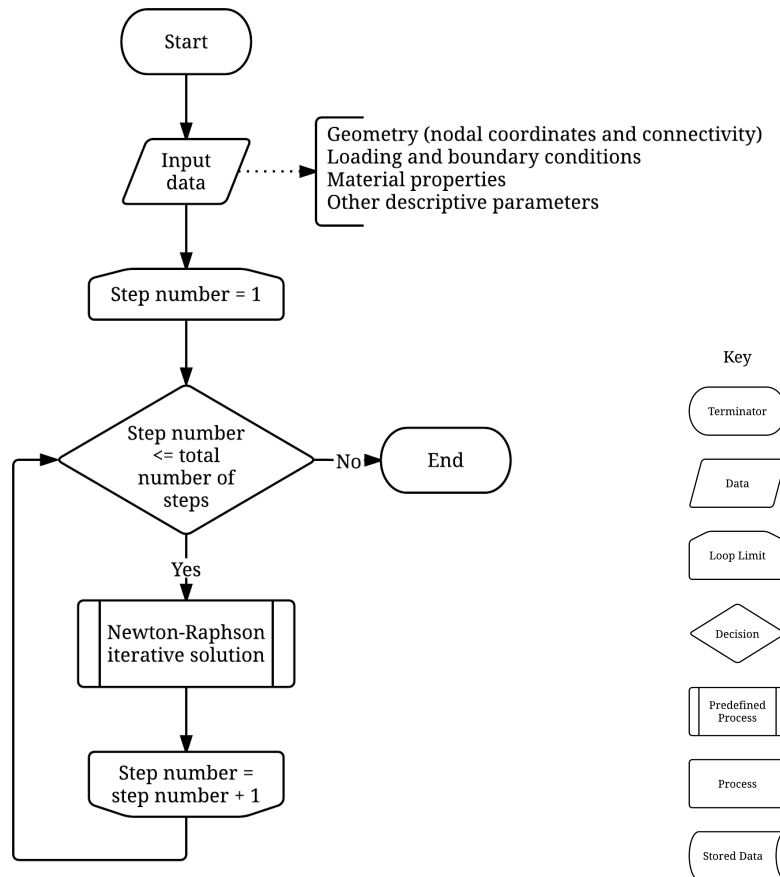 Start
Input
data
Geometry (nodal coordinates and connectivity)
Loading and boundary conditions
Material properties
Other descriptive parameters
Step number = 1
Step number
<= total
number of
steps
No
End
Yes
Newton-Raphson
iterative solution
Step number =
step number + 1
Key
Terminator
Data
Loop Limit
Decision
Predefined
Process
Process
Stored Data